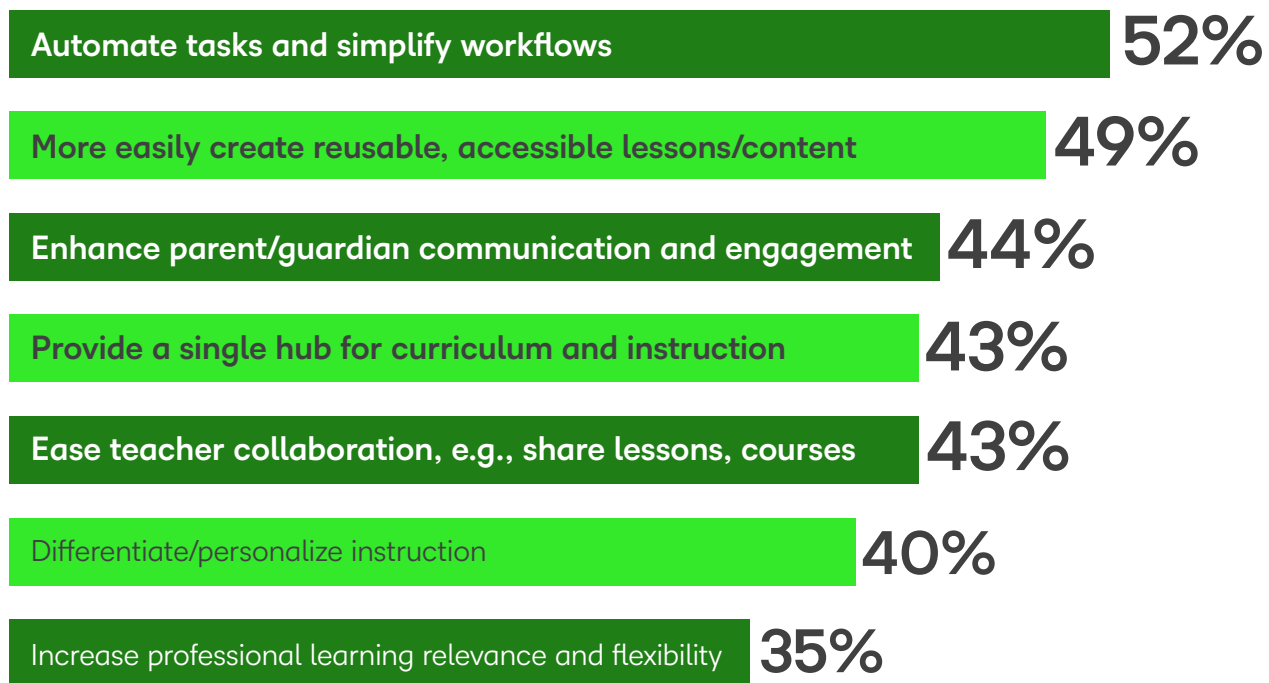 Automate tasks and simplify workflows 52%
More easily create reusable, accessible lessons/content 49%
Enhance parent/guardian communication and engagement 44%
Provide a single hub for curriculum and instruction 43%
Ease teacher collaboration, e.g., share lessons, courses 43%
Differentiate/personalize instruction 40%
Increase professional learning relevance and flexibility 35%